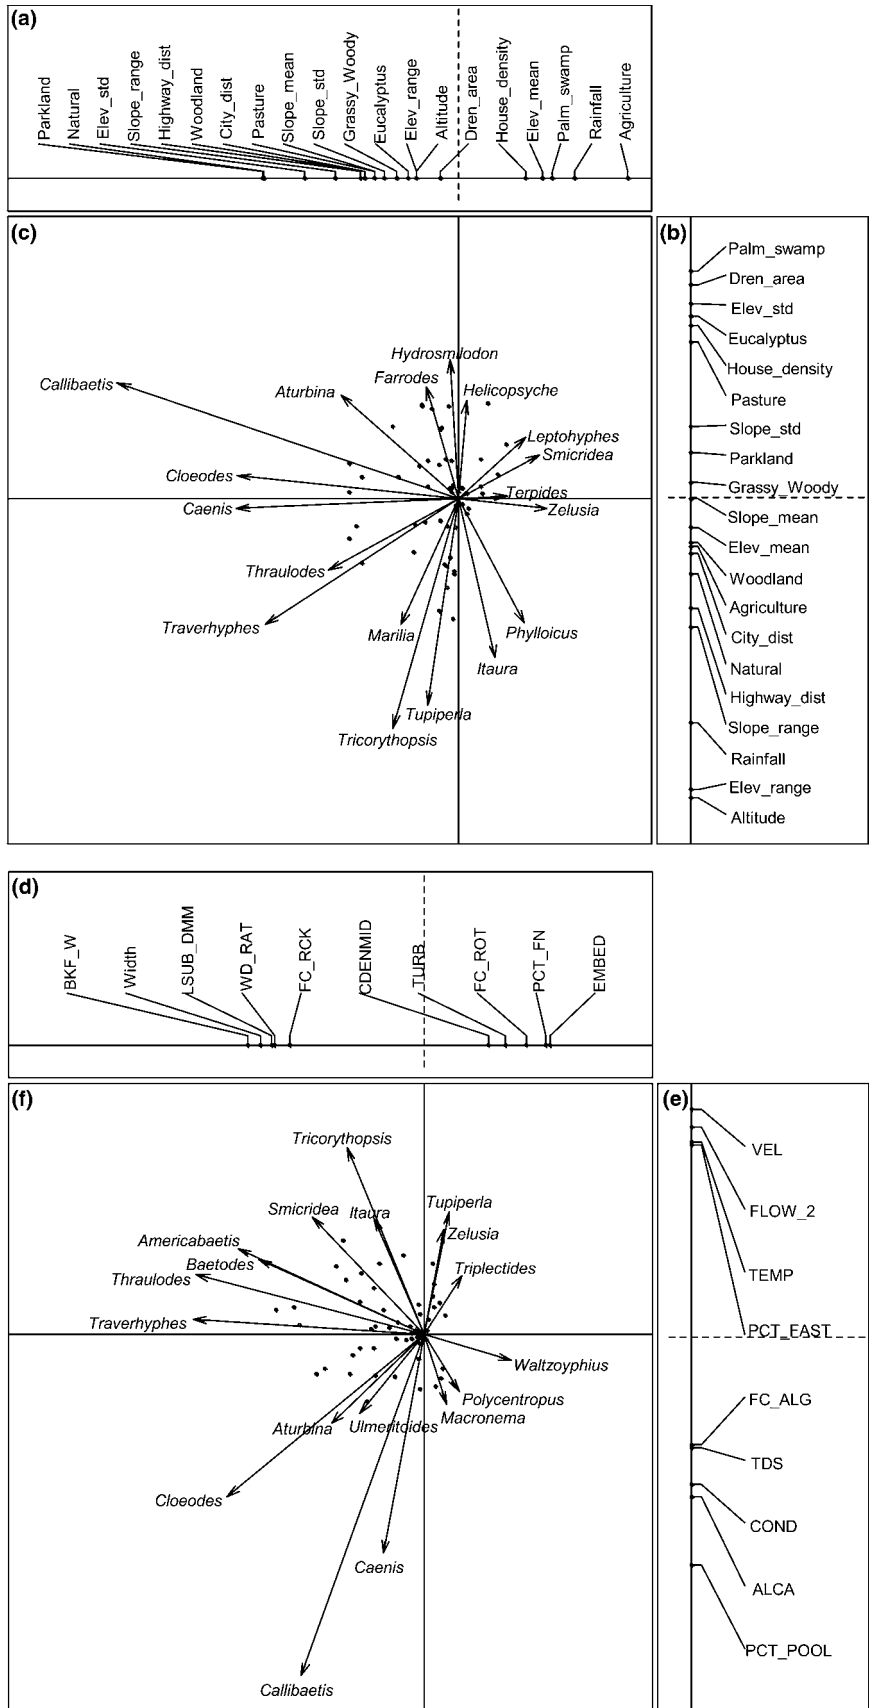 (a)
Parkland
Natural
Elev_std
Slope_range
Highway_dist
Woodland
City_dist
Pasture
Slope_mean
Slope_std
Grassy_Woody
Eucalyptus
Elev_range
Altitude
Dren_area
House_density
Elev_mean
Palm_swamp
Rainfall
Agriculture
(c)
Hydrosmilodon
Callibaetis
Farrodes
Aturbina
Helicopsyche
Leptohyphes
Smicridea
Cloeodes
Terpides
Caenis
Zelusia
Thraulodes
Traverhyphes
Marilia
Phylloicus
Itaura
Tupiperla
Tricorythopsis
(b)
Palm_swamp
Dren_area
Elev_std
Eucalyptus
House_density
Pasture
Slope_std
Parkland
Grassy_Woody
Slope_mean
Elev_mean
Woodland
Agriculture
City_dist
Natural
Highway_dist
Slope_range
Rainfall
Elev_range
Altitude
(d)
BKF_W
Width
LSUB_DMM
WD_RAT
FC_RCK
CDENMID
TURB
FC_ROT
PCT_FN
EMBED
(f)
Tricorythopsis
Tupiperla
Smicridea
Itaura
Zelusia
Americabaetis
Baetodes
Triplectides
Thraulodes
Traverhyphes
Waltzoyphius
Polycentropus
Macronema
Aturbina
Ulmeritoides
Cloeodes
Caenis
Callibaetis
(e)
VEL
FLOW_2
TEMP
PCT_FAST
FC_ALG
TDS
COND
ALCA
PCT_POOL